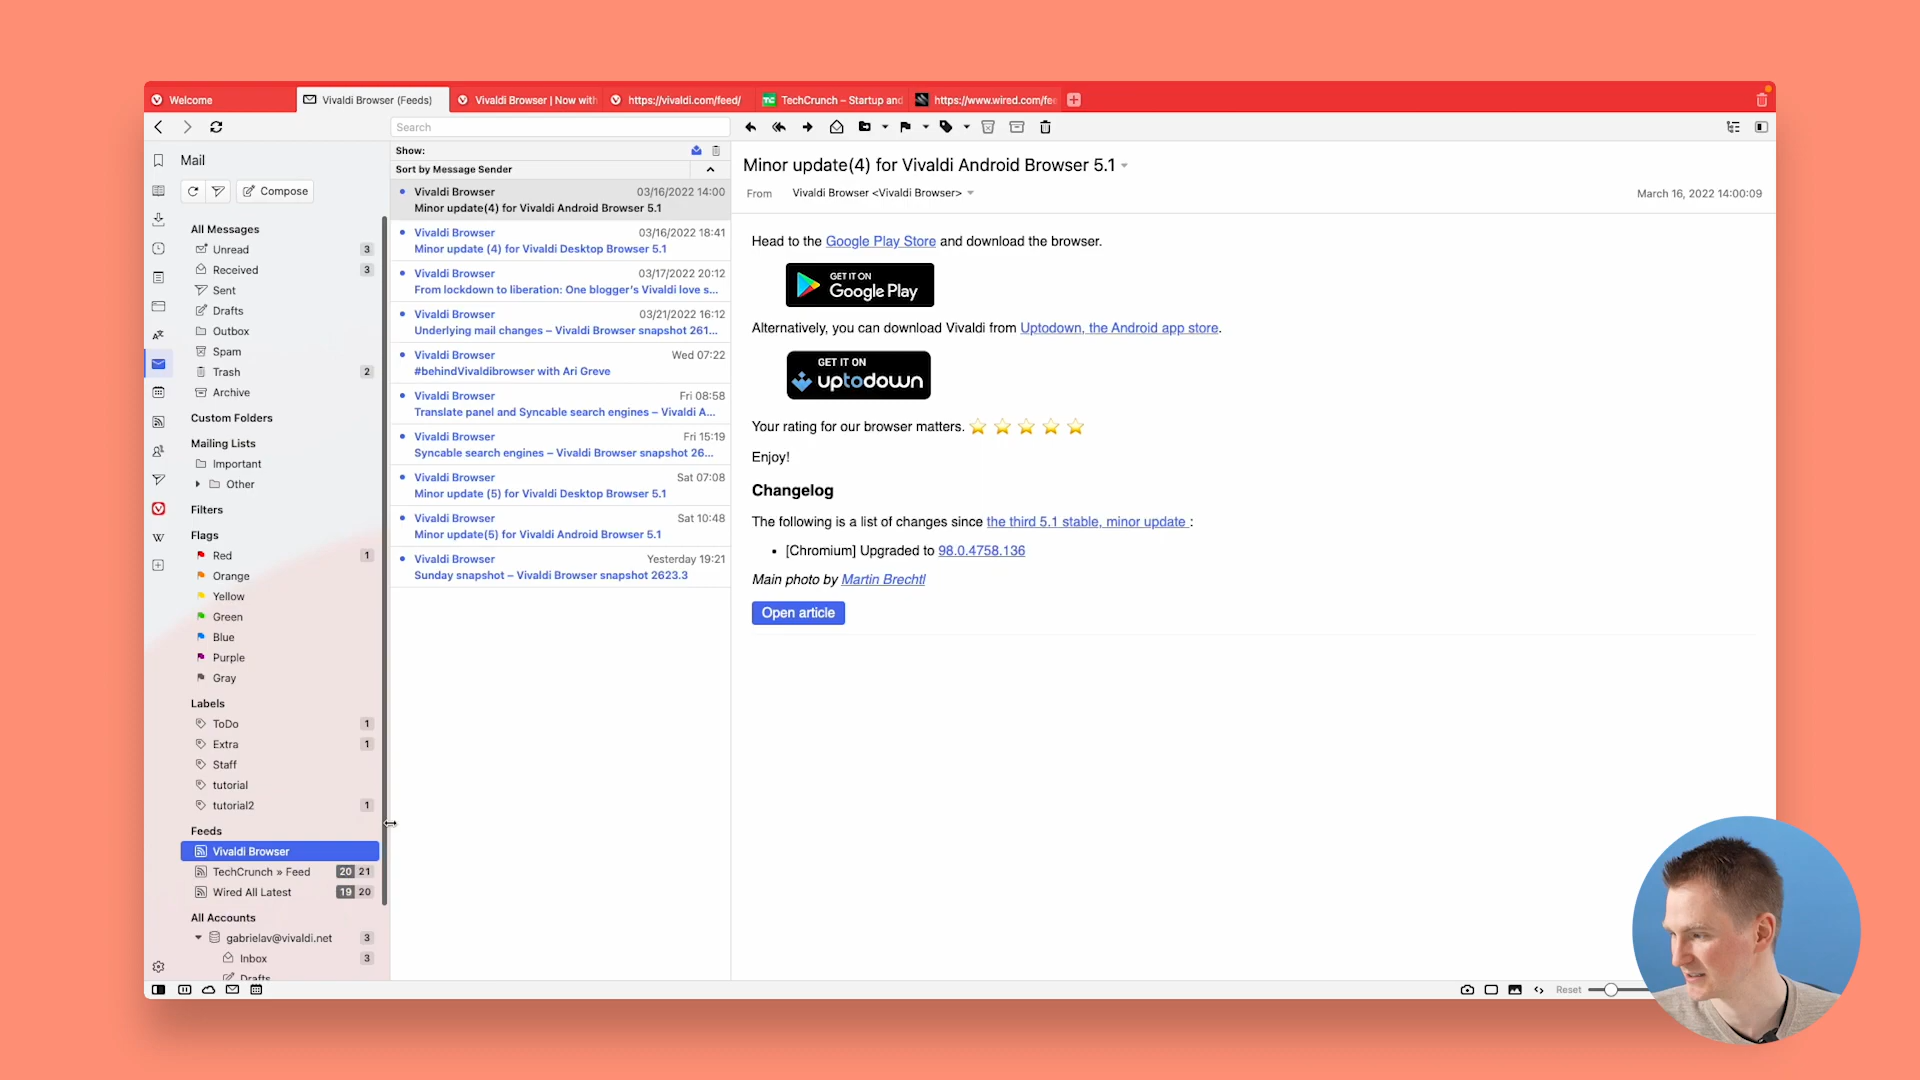 Welcome
Vivaldi Browser (Feeds)
Vivaldi Browser | Now with
https://vivaldi.com/feed/
TechCrunch – Startup and
https://www.wired.com/fee
Search
Mail
Compose
All Messages
Unread 3
Received 3
Sent
Drafts
Outbox
Spam
Trash 2
Archive
Custom Folders
Mailing Lists
Important
Other
Filters
Flags
Red 1
Orange
Yellow
Green
Blue
Purple
Gray
Labels
ToDo 1
Extra 1
Staff
tutorial
tutorial2 1
Feeds
Vivaldi Browser
TechCrunch » Feed 20 21
Wired All Latest 19 20
All Accounts
gabrielav@vivaldi.net 3
Inbox 3
Drafts
Show:
Sort by Message Sender
Vivaldi Browser 03/16/2022 14:00
Minor update(4) for Vivaldi Android Browser 5.1
Vivaldi Browser 03/16/2022 18:41
Minor update (4) for Vivaldi Desktop Browser 5.1
Vivaldi Browser 03/17/2022 20:12
From lockdown to liberation: One blogger's Vivaldi love s...
Vivaldi Browser 03/21/2022 16:12
Underlying mail changes – Vivaldi Browser snapshot 261...
Vivaldi Browser Wed 07:22
#behindVivaldibrowser with Ari Greve
Vivaldi Browser Fri 08:58
Translate panel and Syncable search engines – Vivaldi A...
Vivaldi Browser Fri 15:19
Syncable search engines – Vivaldi Browser snapshot 26...
Vivaldi Browser Sat 07:08
Minor update (5) for Vivaldi Desktop Browser 5.1
Vivaldi Browser Sat 10:48
Minor update(5) for Vivaldi Android Browser 5.1
Vivaldi Browser Yesterday 19:21
Sunday snapshot – Vivaldi Browser snapshot 2623.3
Minor update(4) for Vivaldi Android Browser 5.1
From Vivaldi Browser <Vivaldi Browser> March 16, 2022 14:00:09
Head to the Google Play Store and download the browser.
GET IT ON
Google Play
Alternatively, you can download Vivaldi from Uptodown, the Android app store.
GET IT ON
uptodown
Your rating for our browser matters.
Enjoy!
Changelog
The following is a list of changes since the third 5.1 stable, minor update :
• [Chromium] Upgraded to 98.0.4758.136
Main photo by Martin Brechtl
Open article
Reset